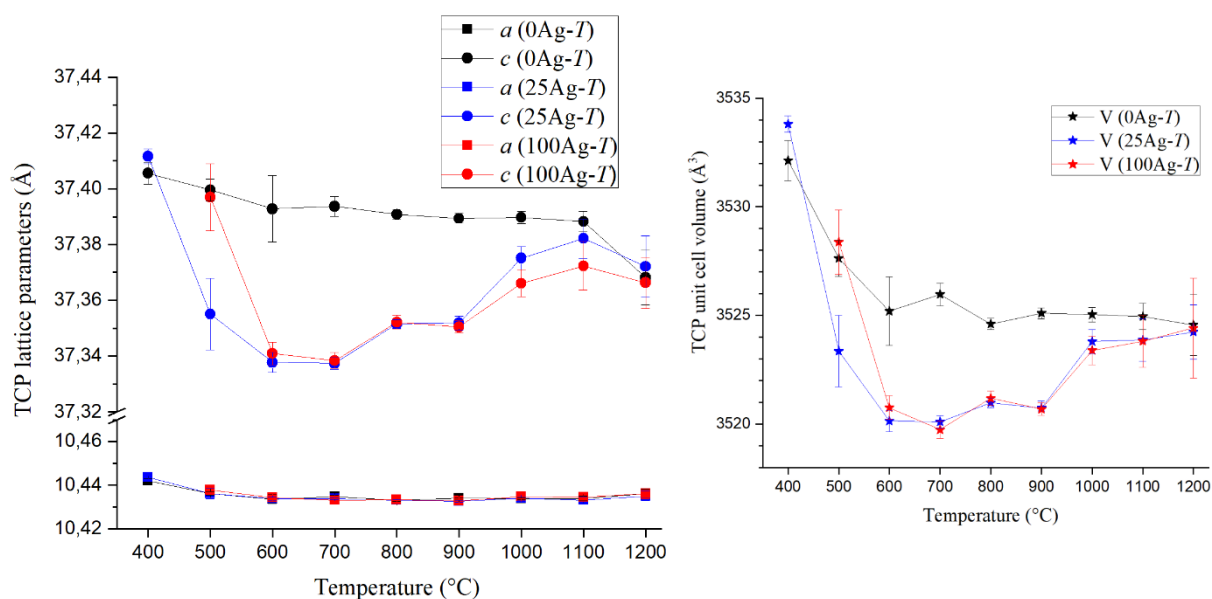 a (0Ag-T)
c (0Ag-T)
a (25Ag-T)
c (25Ag-T)
a (100Ag-T)
c (100Ag-T)
37,44
37,42
37,40
37,38
37,36
37,34
37,32
10,46
10,44
10,42
TCP lattice parameters (Å)
400 500 600 700 800 900 1000 1100 1200
Temperature (°C)
V (0Ag-T)
V (25Ag-T)
V (100Ag-T)
3535
3530
3525
3520
TCP unit cell volume (Å³)
400 500 600 700 800 900 1000 1100 1200
Temperature (°C)